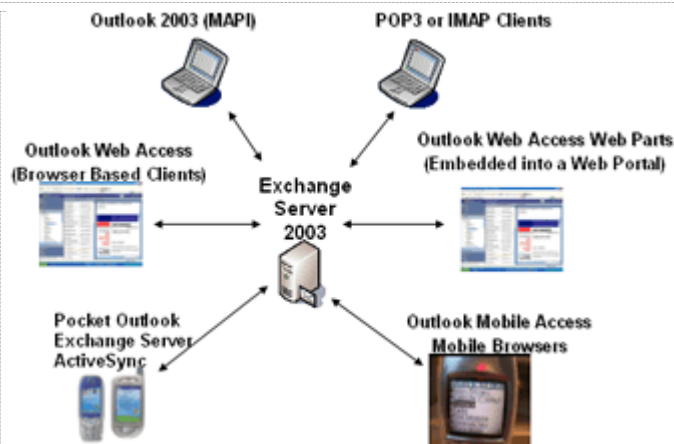 Outlook 2003 (MAPI)
POP3 or IMAP Clients
Outlook Web Access
(Browser Based Clients)
Outlook Web Access Web Parts
(Embedded into a Web Portal)
Exchange
Server
2003
Pocket Outlook
Exchange Server
ActiveSync
Outlook Mobile Access
Mobile Browsers